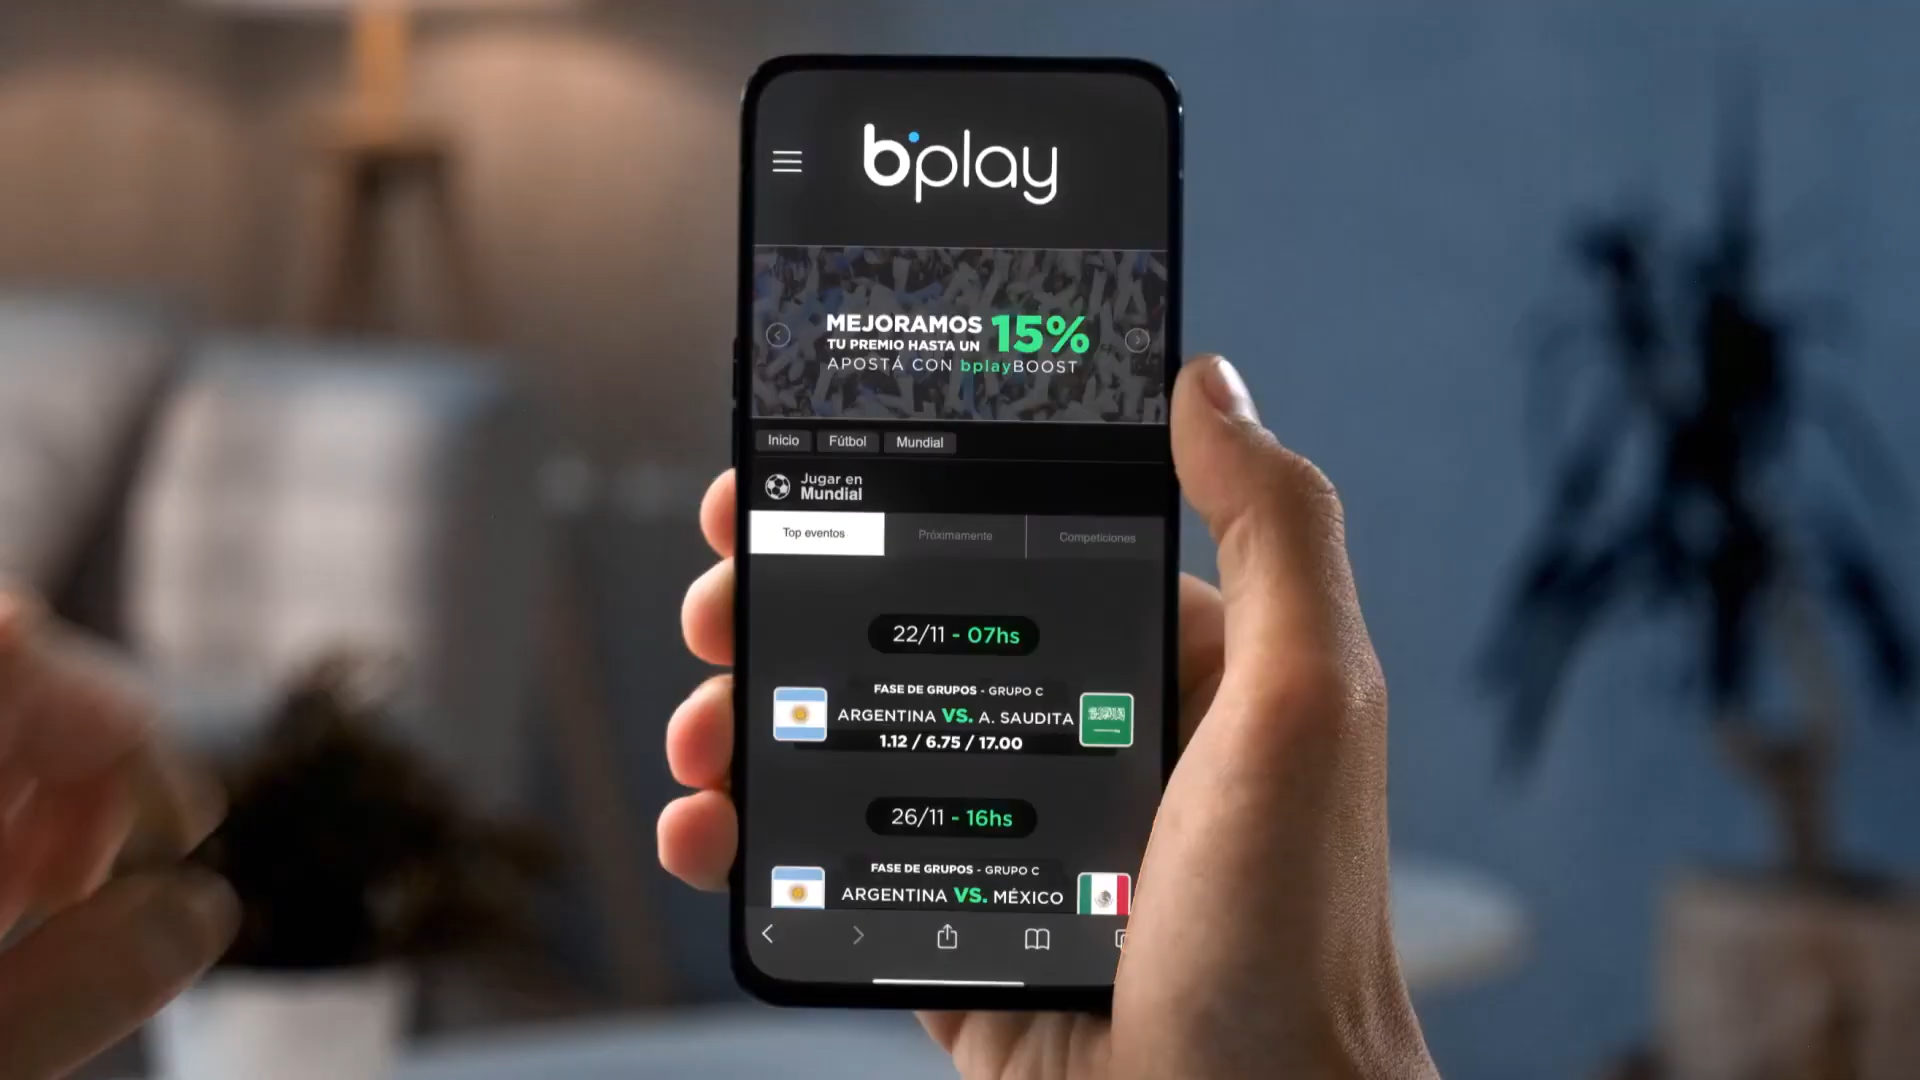 bplay
MEJORAMOS 15%
TU PREMIO HASTA UN
APOSTÁ CON bplayBOOST
Inicio Fútbol Mundial
Jugar en
Mundial
Top eventos Próximamente Competiciones
22/11 - 07hs
FASE DE GRUPOS - GRUPO C
ARGENTINA VS. A. SAUDITA
1.12 / 6.75 / 17.00
26/11 - 16hs
FASE DE GRUPOS - GRUPO C
ARGENTINA VS. MÉXICO